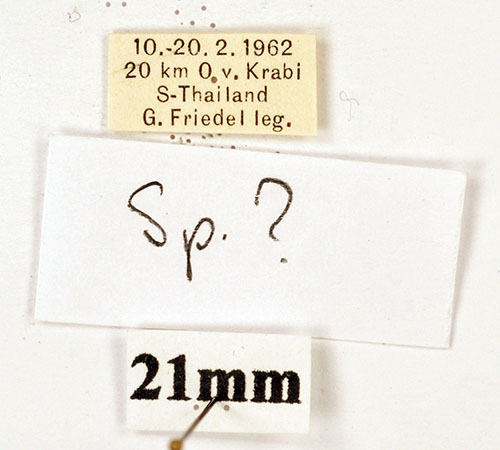 10.-20. 2. 1962
20 km O. v. Krabi
S-Thailand
G. Friedel leg.
Sp. ?
21mm